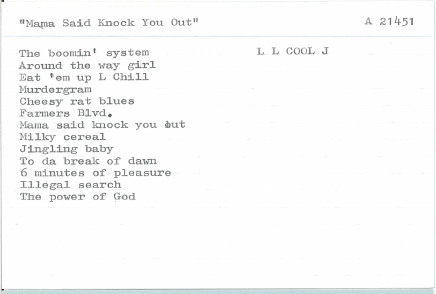 "Mama Said Knock You Out" A 21451
The boomin' system L L COOL J
Around the way girl
Eat 'em up L Chill
Murdergram
Cheesy rat blues
Farmers Blvd.
Mama said knock you out
Milky cereal
Jingling baby
To da break of dawn
6 minutes of pleasure
Illegal search
The power of God